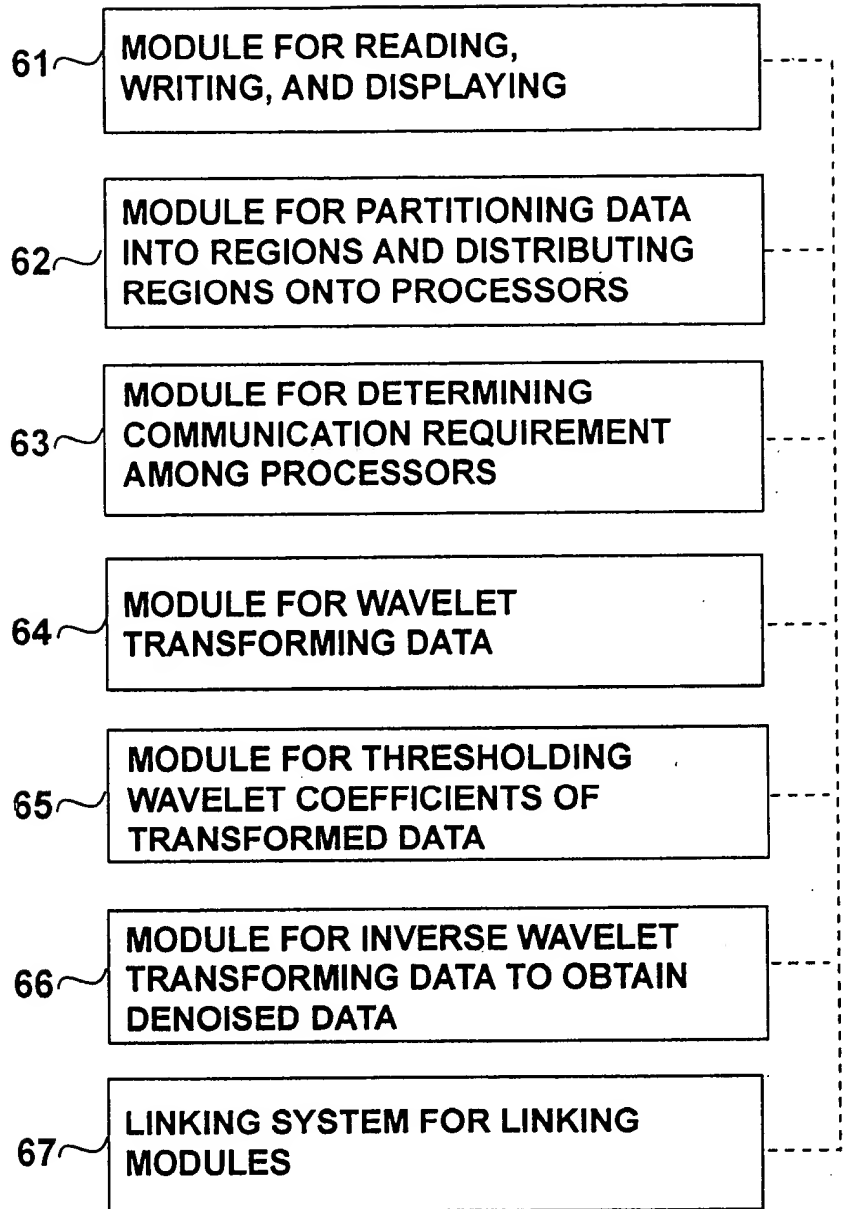 61 MODULE FOR READING,
WRITING, AND DISPLAYING
MODULE FOR PARTITIONING DATA
62 INTO REGIONS AND DISTRIBUTING
REGIONS ONTO PROCESSORS
MODULE FOR DETERMINING
63 COMMUNICATION REQUIREMENT
AMONG PROCESSORS
MODULE FOR WAVELET
64 TRANSFORMING DATA
MODULE FOR THRESHOLDING
65 WAVELET COEFFICIENTS OF
TRANSFORMED DATA
MODULE FOR INVERSE WAVELET
66 TRANSFORMING DATA TO OBTAIN
DENOISED DATA
LINKING SYSTEM FOR LINKING
67 MODULES